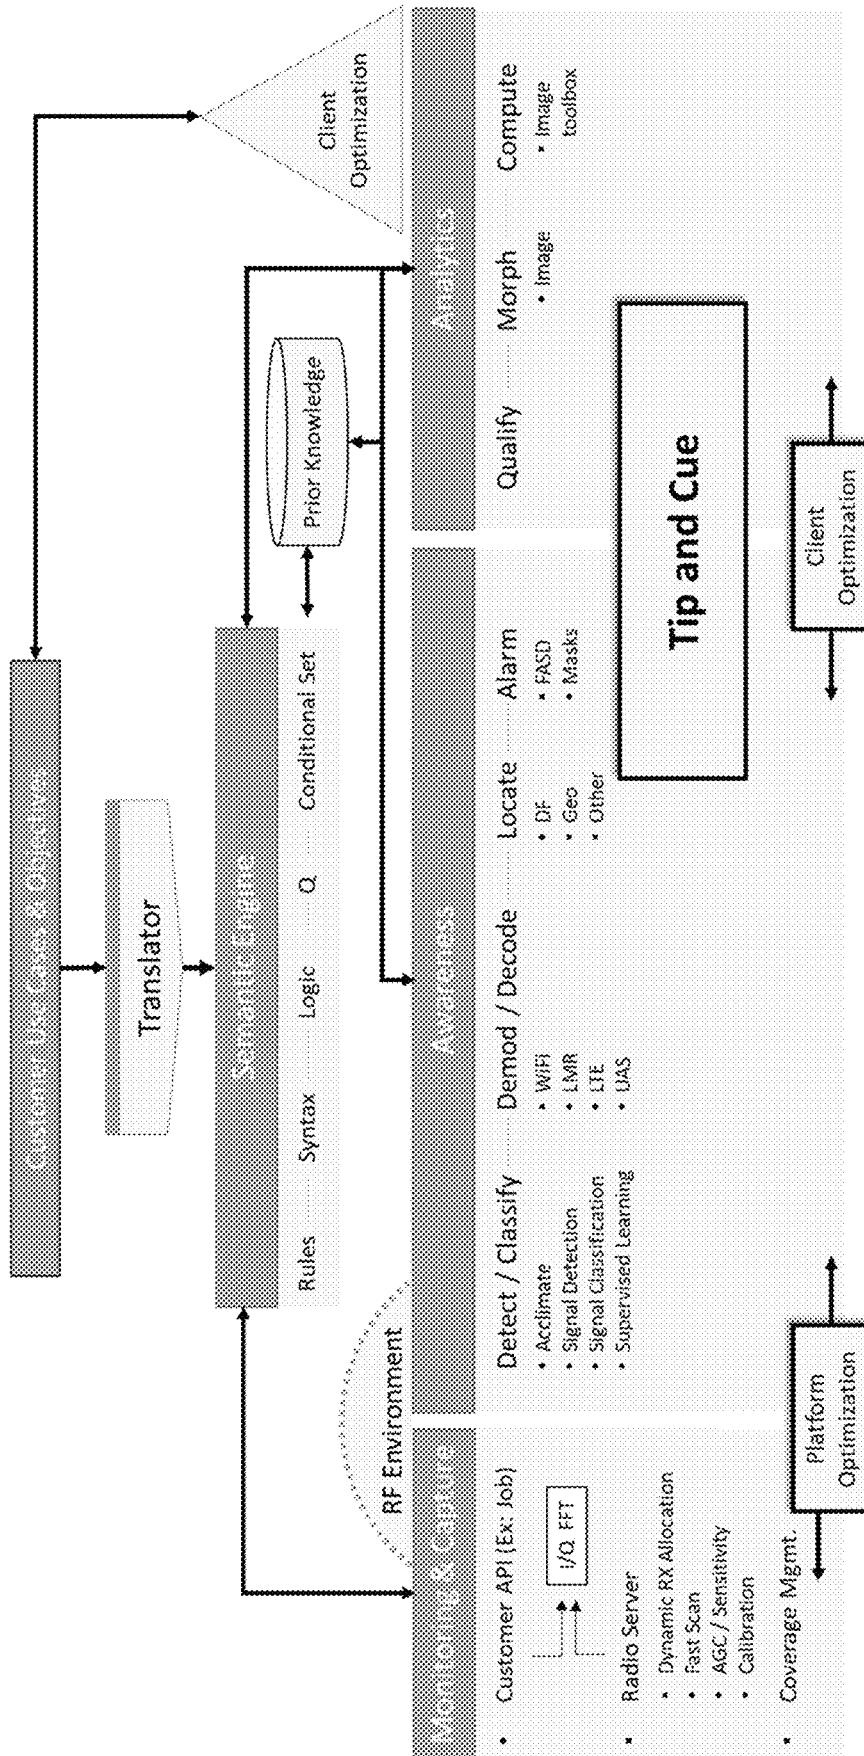 Customer Use Cases & Objectives
Translator
Semantic Engine
Rules
Syntax
Logic
Q
Conditional Set
Prior Knowledge
Client
Optimization
RF Environment
Monitoring & Capture
• Customer API (Ex: Job)
I/Q FFT
• Radio Server
• Dynamic RX Allocation
• Fast Scan
• AGC / Sensitivity
• Calibration
• Coverage Mgmt.
Awareness
Detect / Classify
• Acclimate
• Signal Detection
• Signal Classification
• Supervised Learning
Demod / Decode
• WiFi
• LMR
• LTE
• UAS
Locate
• DF
• Geo
• Other
Alarm
• FASD
• Masks
Analytics
Qualify
Morph
• Image
Compute
• Image
toolbox
Tip and Cue
Platform
Optimization
Client
Optimization